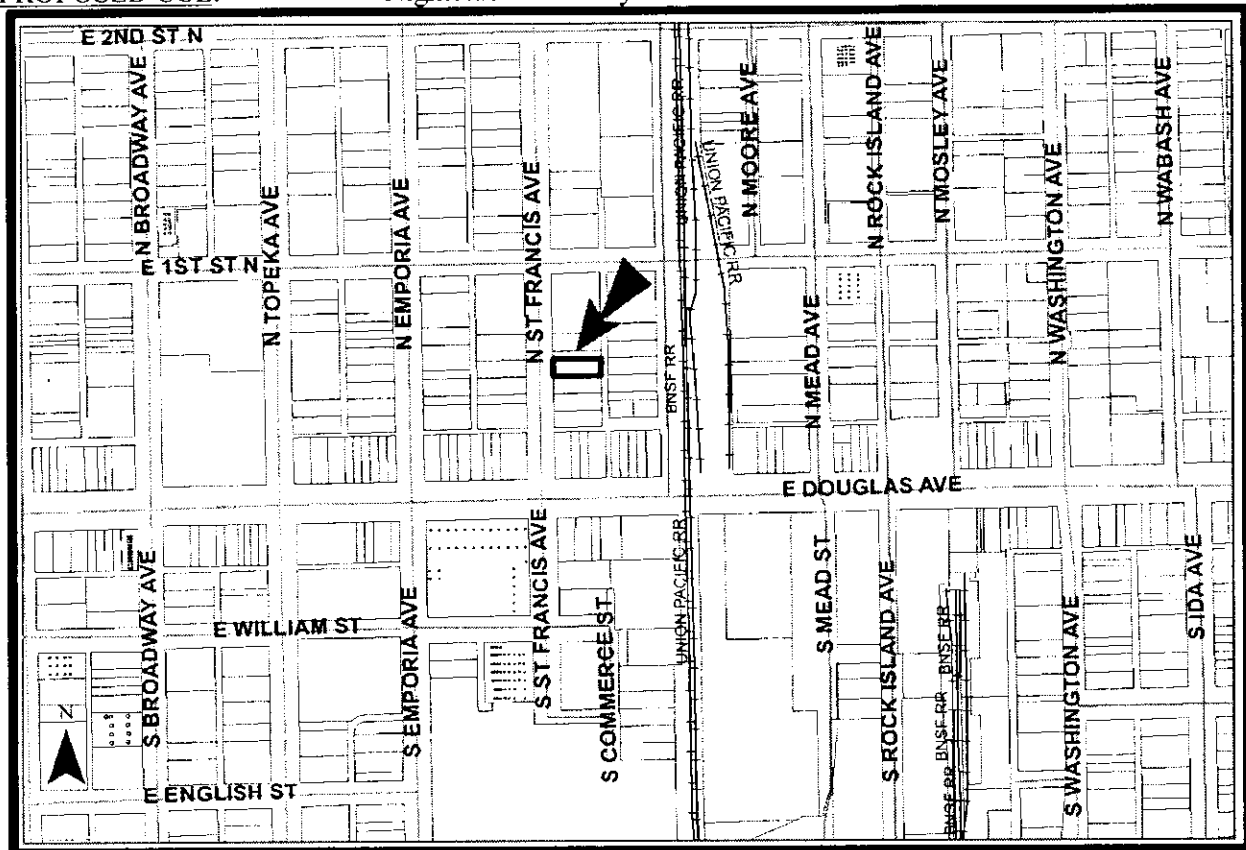 PROPOSED USE:
E 2ND ST N
N BROADWAY AVE
N TOPEKA AVE
N EMPORIA AVE
N ST FRANCIS AVE
UNION PACIFIC RR
UNION PACIFIC RR
N MOORE AVE
N ROCK ISLAND AVE
N MOSLEY AVE
N WASHINGTON AVE
N WABASH AVE
E 1ST ST N
BNSF RR
N MEAD AVE
E DOUGLAS AVE
S BROADWAY AVE
S EMPORIA AVE
S ST FRANCIS AVE
S COMMERCE ST
UNION PACIFIC RR
S MEAD ST
S ROCK ISLAND AVE
BNSF RR
BNSF RR
BNSF RR
S WASHINGTON AVE
S IDA AVE
E WILLIAM ST
N
E ENGLISH ST